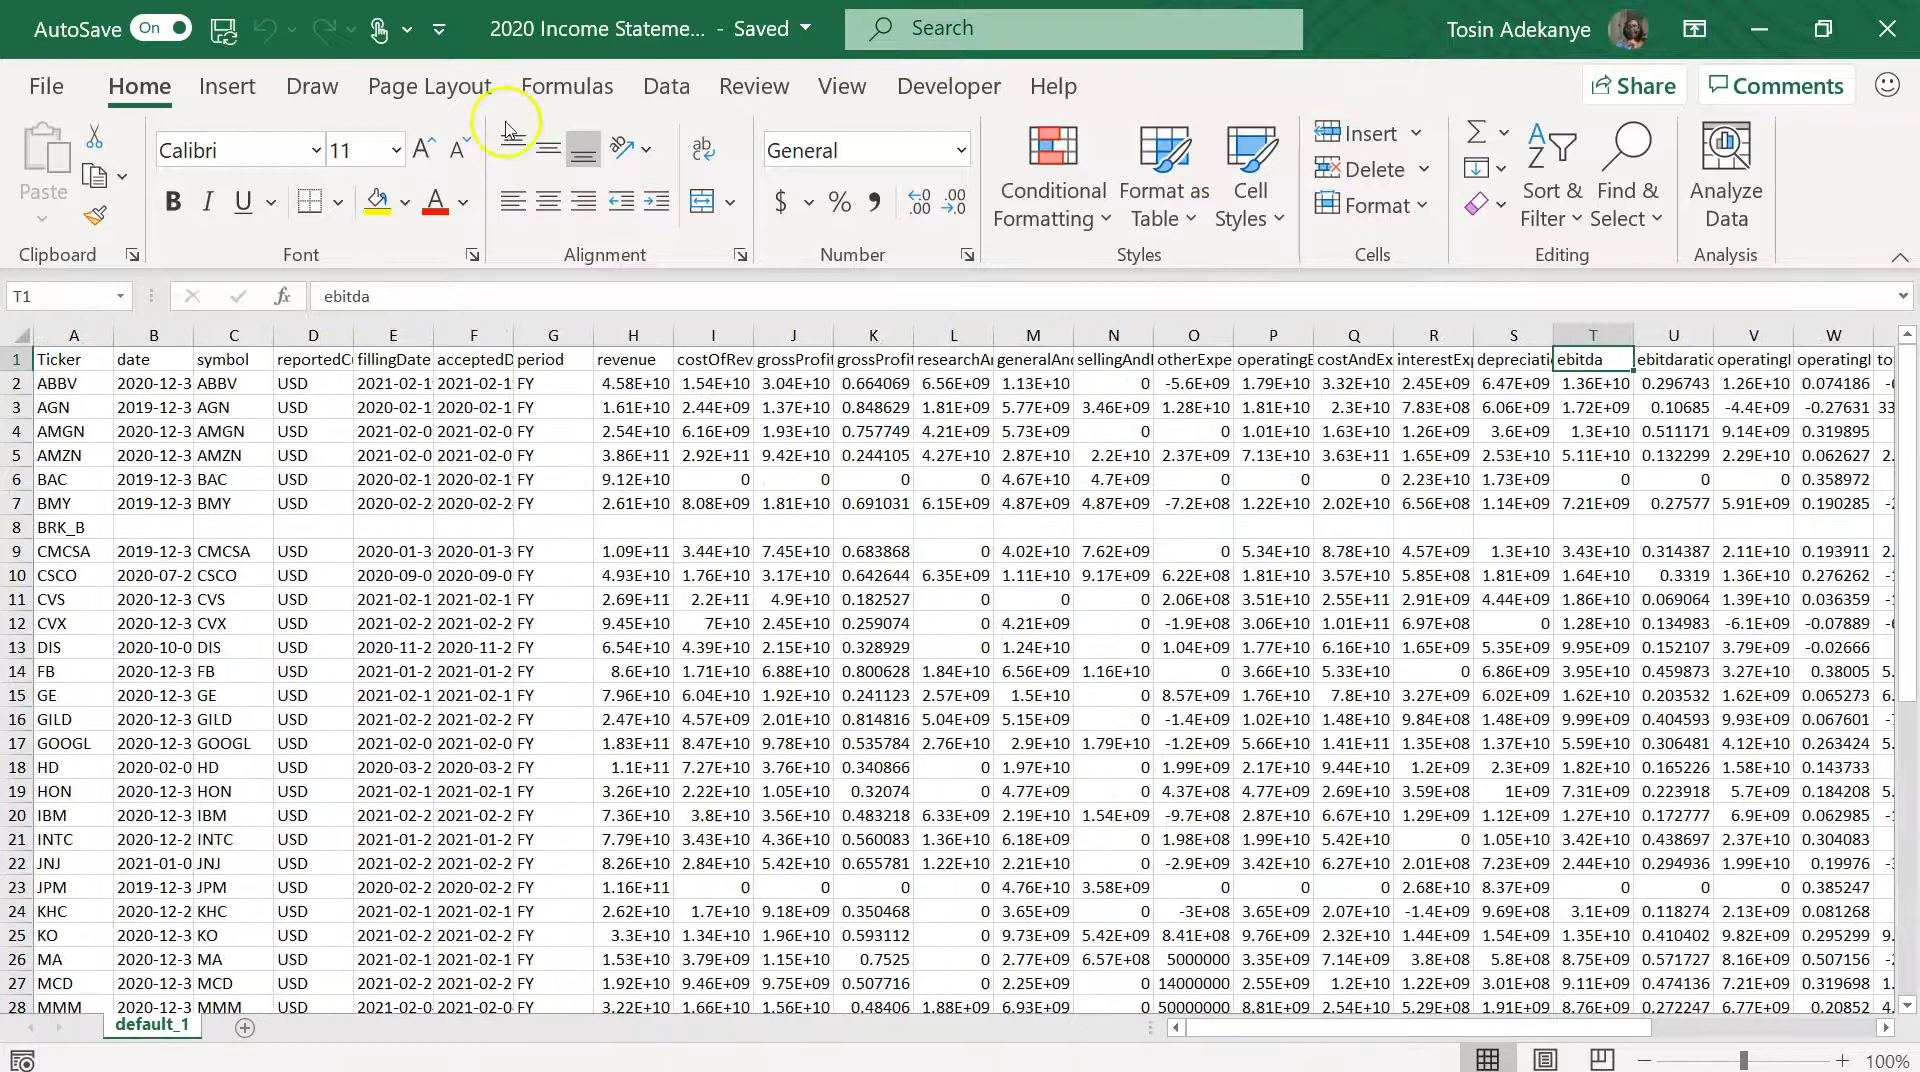 AutoSave On 2020 Income Stateme... - Saved Search Tosin Adekanye
File Home Insert Draw Page Layout Formulas Data Review View Developer Help Share Comments
Paste Calibri 11 A A ab General Conditional Formatting Format as Table Cell Styles Insert Delete Format Sort & Filter Find & Select Analyze Data
B I U A $ % , .00
Clipboard Font Alignment Number Styles Cells Editing Analysis
T1 fx ebitda
A B C D E F G H I J K L M N O P Q R S T U V W
1 Ticker date symbol reportedCu fillingDate acceptedD period revenue costOfRev grossProfit grossProfit researchAn generalAnd sellingAndM otherExpe operatingE costAndEx interestExp depreciatio ebitda ebitdaratio operatingI operatingI to
2 ABBV 2020-12-3 ABBV USD 2021-02-1 2021-02-1 FY 4.58E+10 1.54E+10 3.04E+10 0.664069 6.56E+09 1.13E+10 0 -5.6E+09 1.79E+10 3.32E+10 2.45E+09 6.47E+09 1.36E+10 0.296743 1.26E+10 0.074186 -6
3 AGN 2019-12-3 AGN USD 2020-02-1 2020-02-1 FY 1.61E+10 2.44E+09 1.37E+10 0.848629 1.81E+09 5.77E+09 3.46E+09 1.28E+10 1.81E+10 2.3E+10 7.83E+08 6.06E+09 1.72E+09 0.10685 -4.4E+09 -0.27631 33
4 AMGN 2020-12-3 AMGN USD 2021-02-0 2021-02-0 FY 2.54E+10 6.16E+09 1.93E+10 0.757749 4.21E+09 5.73E+09 0 0 1.01E+10 1.63E+10 1.26E+09 3.6E+09 1.3E+10 0.511171 9.14E+09 0.319895
5 AMZN 2020-12-3 AMZN USD 2021-02-0 2021-02-0 FY 3.86E+11 2.92E+11 9.42E+10 0.244105 4.27E+10 2.87E+10 2.2E+10 2.37E+09 7.13E+10 3.63E+11 1.65E+09 2.53E+10 5.11E+10 0.132299 2.29E+10 0.062627 2.
6 BAC 2019-12-3 BAC USD 2020-02-1 2020-02-1 FY 9.12E+10 0 0 0 0 4.67E+10 4.7E+09 0 0 0 2.23E+10 1.73E+09 0 0 0 0.358972
7 BMY 2019-12-3 BMY USD 2020-02-2 2020-02-2 FY 2.61E+10 8.08E+09 1.81E+10 0.691031 6.15E+09 4.87E+09 4.87E+09 -7.2E+08 1.22E+10 2.02E+10 6.56E+08 1.14E+09 7.21E+09 0.27577 5.91E+09 0.190285 -2
8 BRK_B
9 CMCSA 2019-12-3 CMCSA USD 2020-01-3 2020-01-3 FY 1.09E+11 3.44E+10 7.45E+10 0.683868 0 4.02E+10 7.62E+09 0 5.34E+10 8.78E+10 4.57E+09 1.3E+10 3.43E+10 0.314387 2.11E+10 0.193911 2.
10 CSCO 2020-07-2 CSCO USD 2020-09-0 2020-09-0 FY 4.93E+10 1.76E+10 3.17E+10 0.642644 6.35E+09 1.11E+10 9.17E+09 6.22E+08 1.81E+10 3.57E+10 5.85E+08 1.81E+09 1.64E+10 0.3319 1.36E+10 0.276262 -1
11 CVS 2020-12-3 CVS USD 2021-02-1 2021-02-1 FY 2.69E+11 2.2E+11 4.9E+10 0.182527 0 0 0 2.06E+08 3.51E+10 2.55E+11 2.91E+09 4.44E+09 1.86E+10 0.069064 1.39E+10 0.036359 -1
12 CVX 2020-12-3 CVX USD 2021-02-2 2021-02-2 FY 9.45E+10 7E+10 2.45E+10 0.259074 0 4.21E+09 0 -1.9E+08 3.06E+10 1.01E+11 6.97E+08 0 1.28E+10 0.134983 -6.1E+09 -0.07889 -6
13 DIS 2020-10-0 DIS USD 2020-11-2 2020-11-2 FY 6.54E+10 4.39E+10 2.15E+10 0.328929 0 1.24E+10 0 1.04E+09 1.77E+10 6.16E+10 1.65E+09 5.35E+09 9.95E+09 0.152107 3.79E+09 -0.02666
14 FB 2020-12-3 FB USD 2021-01-2 2021-01-2 FY 8.6E+10 1.71E+10 6.88E+10 0.800628 1.84E+10 6.56E+09 1.16E+10 0 3.66E+10 5.33E+10 0 6.86E+09 3.95E+10 0.459873 3.27E+10 0.38005 5.
15 GE 2020-12-3 GE USD 2021-02-1 2021-02-1 FY 7.96E+10 6.04E+10 1.92E+10 0.241123 2.57E+09 1.5E+10 0 8.57E+09 1.76E+10 7.8E+10 3.27E+09 6.02E+09 1.62E+10 0.203532 1.62E+09 0.065273 6.
16 GILD 2020-12-3 GILD USD 2021-02-2 2021-02-2 FY 2.47E+10 4.57E+09 2.01E+10 0.814816 5.04E+09 5.15E+09 0 -1.4E+09 1.02E+10 1.48E+10 9.84E+08 1.48E+09 9.99E+09 0.404593 9.93E+09 0.067601 -7
17 GOOGL 2020-12-3 GOOGL USD 2021-02-0 2021-02-0 FY 1.83E+11 8.47E+10 9.78E+10 0.535784 2.76E+10 2.9E+10 1.79E+10 -1.2E+09 5.66E+10 1.41E+11 1.35E+08 1.37E+10 5.59E+10 0.306481 4.12E+10 0.263424 5.
18 HD 2020-02-0 HD USD 2020-03-2 2020-03-2 FY 1.1E+11 7.27E+10 3.76E+10 0.340866 0 1.97E+10 0 1.99E+09 2.17E+10 9.44E+10 1.2E+09 2.3E+09 1.82E+10 0.165226 1.58E+10 0.143733
19 HON 2020-12-3 HON USD 2021-02-1 2021-02-1 FY 3.26E+10 2.22E+10 1.05E+10 0.32074 0 4.77E+09 0 4.37E+08 4.77E+09 2.69E+10 3.59E+08 1E+09 7.31E+09 0.223918 5.7E+09 0.184208 5.
20 IBM 2020-12-3 IBM USD 2021-02-2 2021-02-2 FY 7.36E+10 3.8E+10 3.56E+10 0.483218 6.33E+09 2.19E+10 1.54E+09 -9.7E+08 2.87E+10 6.67E+10 1.29E+09 1.12E+09 1.27E+10 0.172777 6.9E+09 0.062985 -1
21 INTC 2020-12-2 INTC USD 2021-01-2 2021-01-2 FY 7.79E+10 3.43E+10 4.36E+10 0.560083 1.36E+10 6.18E+09 0 1.98E+08 1.99E+10 5.42E+10 0 1.05E+10 3.42E+10 0.438697 2.37E+10 0.304083
22 JNJ 2021-01-0 JNJ USD 2021-02-2 2021-02-2 FY 8.26E+10 2.84E+10 5.42E+10 0.655781 1.22E+10 2.21E+10 0 -2.9E+09 3.42E+10 6.27E+10 2.01E+08 7.23E+09 2.44E+10 0.294936 1.99E+10 0.19976 -3
23 JPM 2019-12-3 JPM USD 2020-02-2 2020-02-2 FY 1.16E+11 0 0 0 0 4.76E+10 3.58E+09 0 0 0 2.68E+10 8.37E+09 0 0 0 0.385247
24 KHC 2020-12-2 KHC USD 2021-02-1 2021-02-1 FY 2.62E+10 1.7E+10 9.18E+09 0.350468 0 3.65E+09 0 -3E+08 3.65E+09 2.07E+10 -1.4E+09 9.69E+08 3.1E+09 0.118274 2.13E+09 0.081268
25 KO 2020-12-3 KO USD 2021-02-2 2021-02-2 FY 3.3E+10 1.34E+10 1.96E+10 0.593112 0 9.73E+09 5.42E+09 8.41E+08 9.76E+09 2.32E+10 1.44E+09 1.54E+09 1.35E+10 0.410402 9.82E+09 0.295299 9.
26 MA 2020-12-3 MA USD 2021-02-1 2021-02-1 FY 1.53E+10 3.79E+09 1.15E+10 0.7525 0 2.77E+09 6.57E+08 5000000 3.35E+09 7.14E+09 3.8E+08 5.8E+08 8.75E+09 0.571727 8.16E+09 0.507156 -2
27 MCD 2020-12-3 MCD USD 2021-02-2 2021-02-2 FY 1.92E+10 9.46E+09 9.75E+09 0.507716 0 2.25E+09 0 14000000 2.55E+09 1.2E+10 1.22E+09 3.01E+08 9.11E+09 0.474136 7.21E+09 0.319698 1.
28 MMM 2020-12-3 MMM USD 2021-02-0 2021-02-0 FY 3.22E+10 1.66E+10 1.56E+10 0.48406 1.88E+09 6.93E+09 0 50000000 8.81E+09 2.54E+10 5.29E+08 1.91E+09 8.76E+09 0.272247 6.77E+09 0.20852 4.
default_1
100%